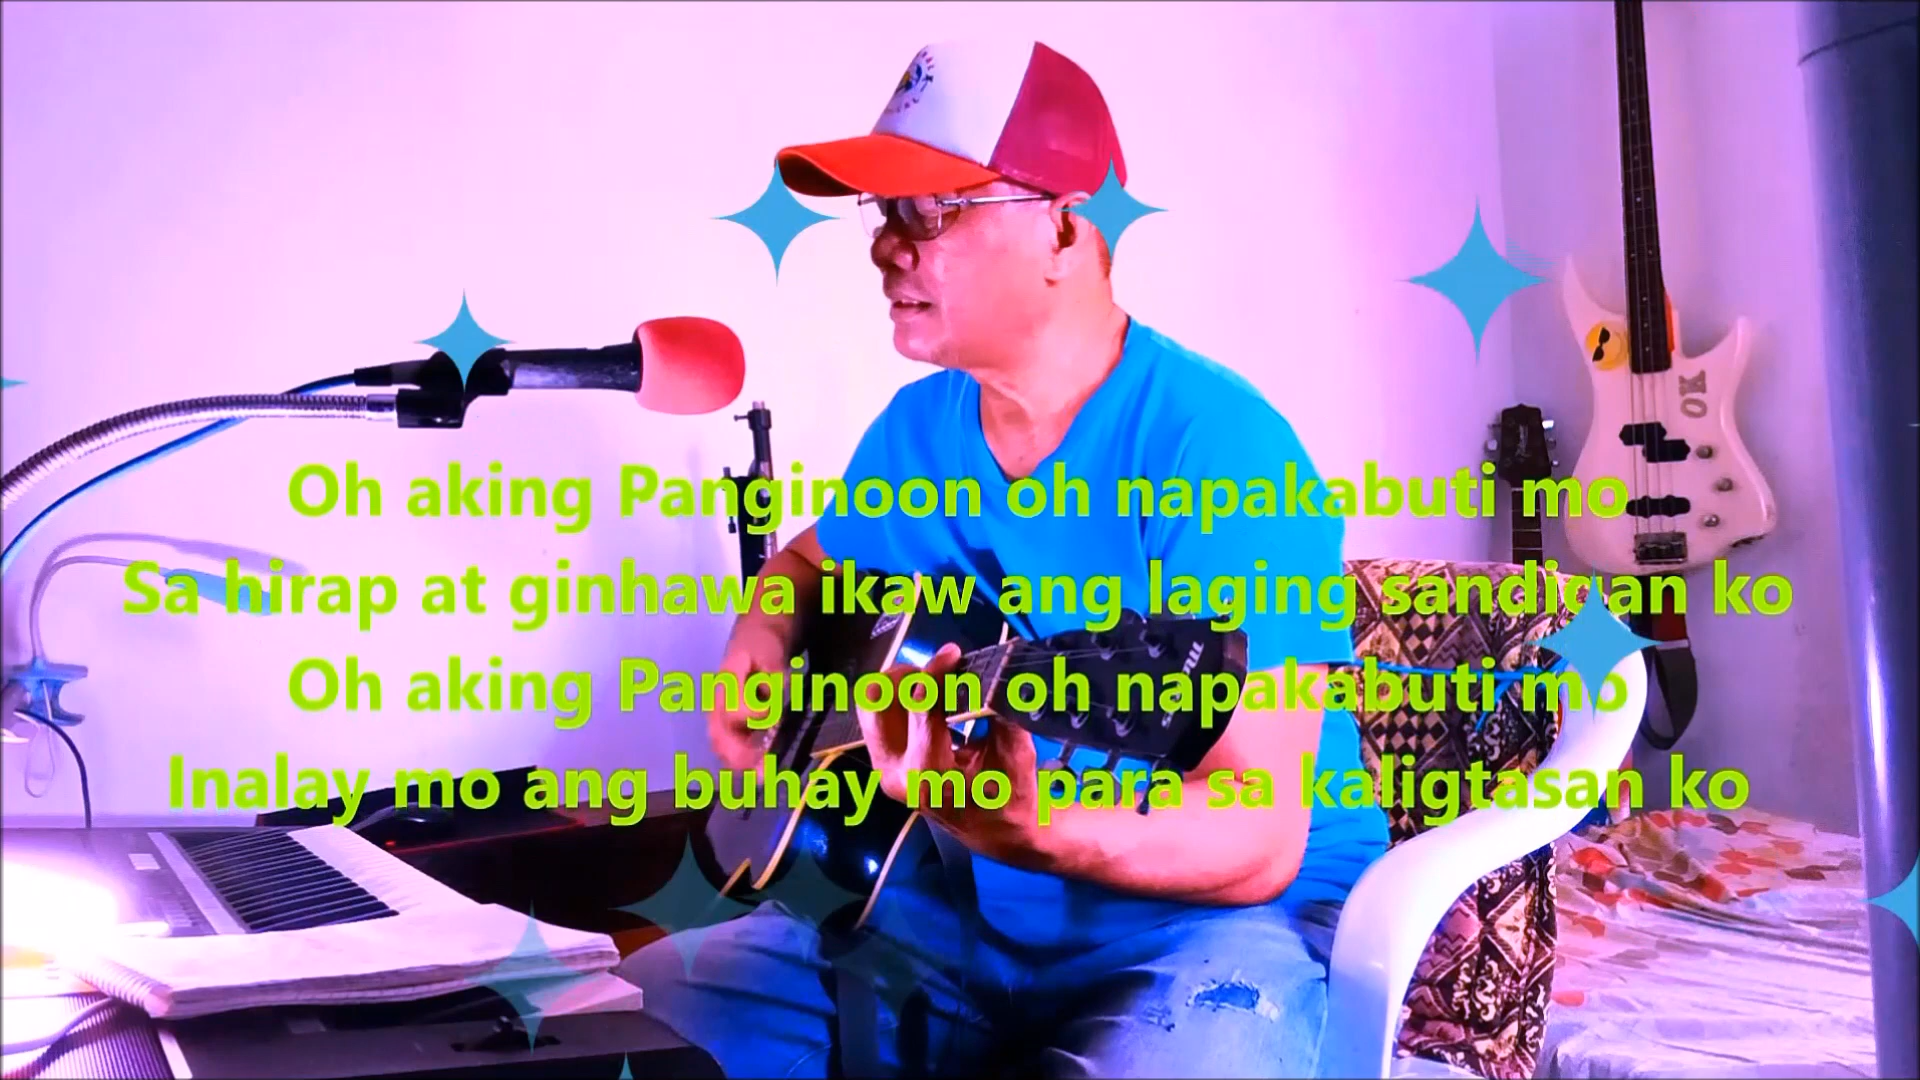 Oh aking Panginoon oh napakabuti mo
Sa hirap at ginhawa ikaw ang laging sandigan ko
Oh aking Panginoon oh napakabuti mo
Inalay mo ang buhay mo para sa kaligtasan ko
OK